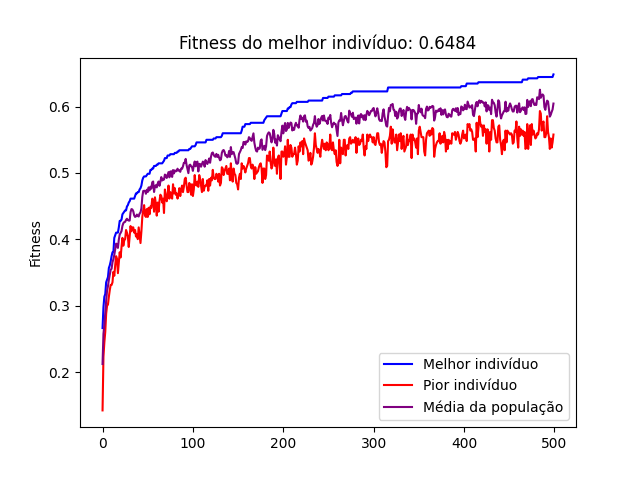 Fitness do melhor indivíduo: 0.6484
0.6
0.5
0.4
0.3
0.2
Fitness
0
100
200
300
400
500
Melhor indivíduo
Pior indivíduo
Média da população